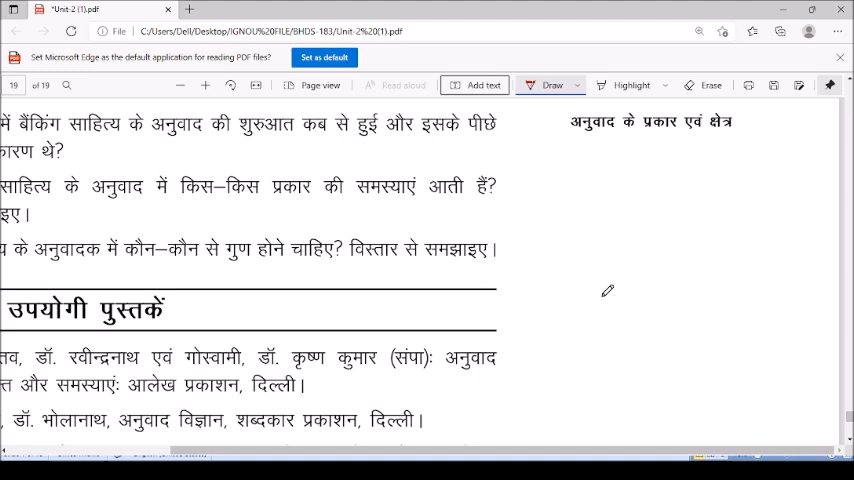 *Unit-2 (1).pdf
File
C:/Users/Dell/Desktop/IGNOU%20FILE/BHDS-183/Unit-2%20(1).pdf
Set Microsoft Edge as the default application for reading PDF files?
Set as default
19 of 19
Page view
Read aloud
Add text
Draw
Highlight
Erase
में बैंकिंग साहित्य के अनुवाद की शुरुआत कब से हुई और इसके पीछे
कारण थे?
साहित्य के अनुवाद में किस–किस प्रकार की समस्याएं आती हैं?
इए।
य के अनुवादक में कौन–कौन से गुण होने चाहिए? विस्तार से समझाइए।
उपयोगी पुस्तकें
तव, डॉ. रवीन्द्रनाथ एवं गोस्वामी, डॉ. कृष्ण कुमार (संपा): अनुवाद
त्त और समस्याएं: आलेख प्रकाशन, दिल्ली।
, डॉ. भोलानाथ, अनुवाद विज्ञान, शब्दकार प्रकाशन, दिल्ली।
अनुवाद के प्रकार एवं क्षेत्र